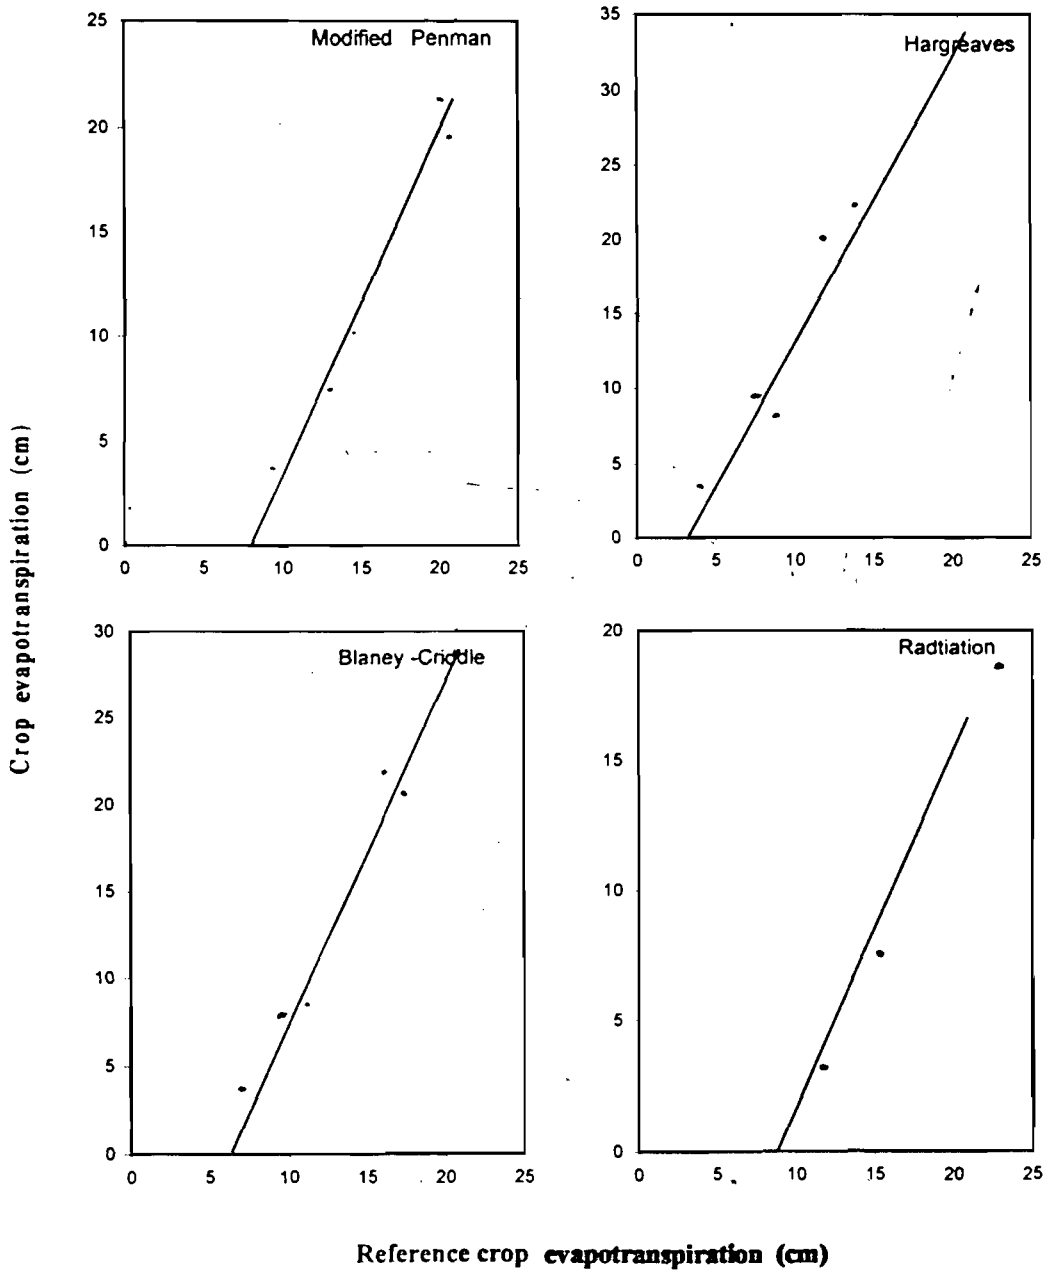 Modified Penman
25
20
15
10
5
0
0 5 10 15 20 25
Hargreaves
35
30
25
20
15
10
5
0
0 5 10 15 20 25
Crop evapotranspiration (cm)
Blaney -Criddle
30
25
20
15
10
5
0
0 5 10 15 20 25
Radtiation
20
15
10
5
0
0 5 10 15 20 25
Reference crop evapotranspiration (cm)